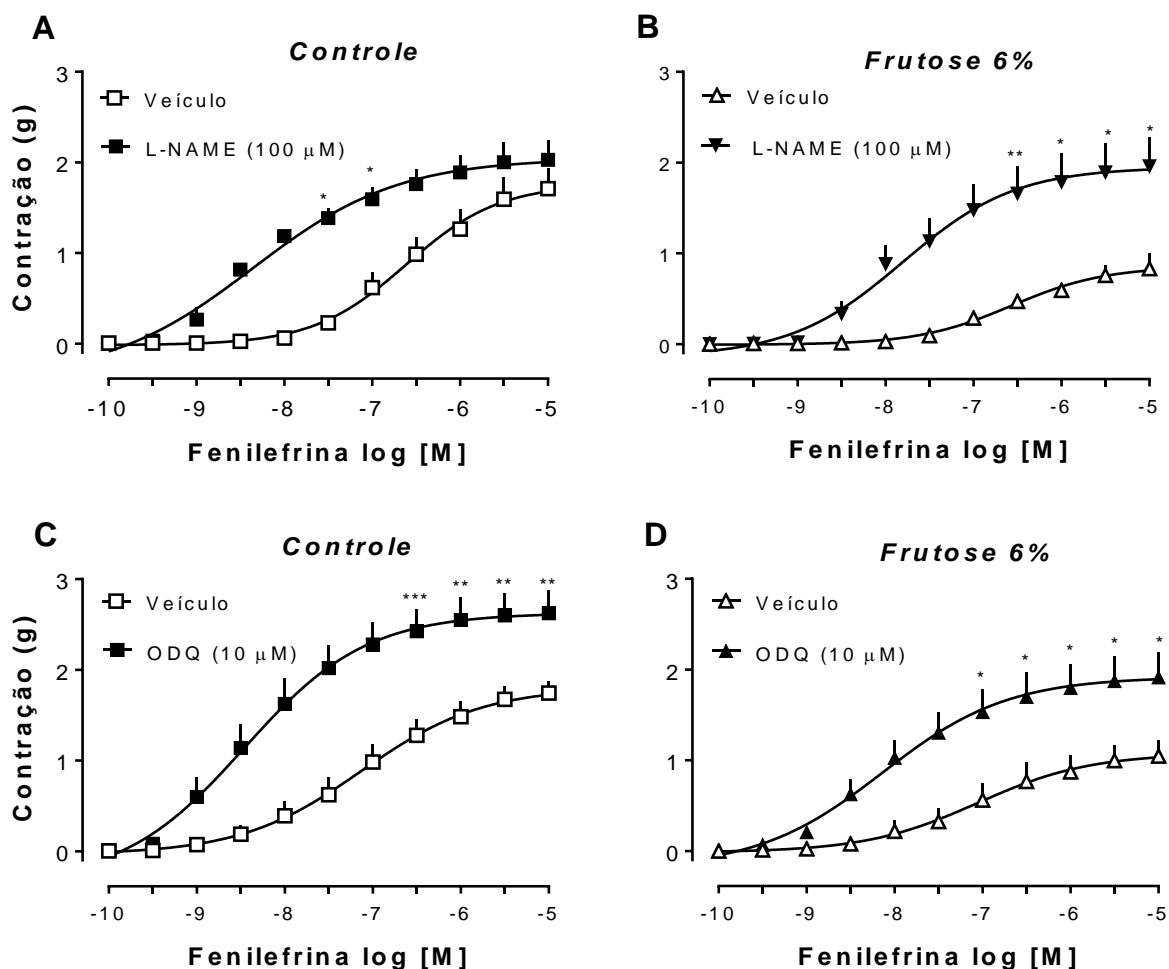 A
Controle
3
2
1
0
Contração (g)
Veículo
L-NAME (100 μM)
*
*
-10
-9
-8
-7
-6
-5
Fenilefrina log [M]
B
Frutose 6%
3
2
1
0
Veículo
L-NAME (100 μM)
**
*
*
*
-10
-9
-8
-7
-6
-5
Fenilefrina log [M]
C
Controle
3
2
1
0
Contração (g)
Veículo
ODQ (10 μM)
***
**
**
**
-10
-9
-8
-7
-6
-5
Fenilefrina log [M]
D
Frutose 6%
3
2
1
0
Veículo
ODQ (10 μM)
*
*
*
*
*
-10
-9
-8
-7
-6
-5
Fenilefrina log [M]